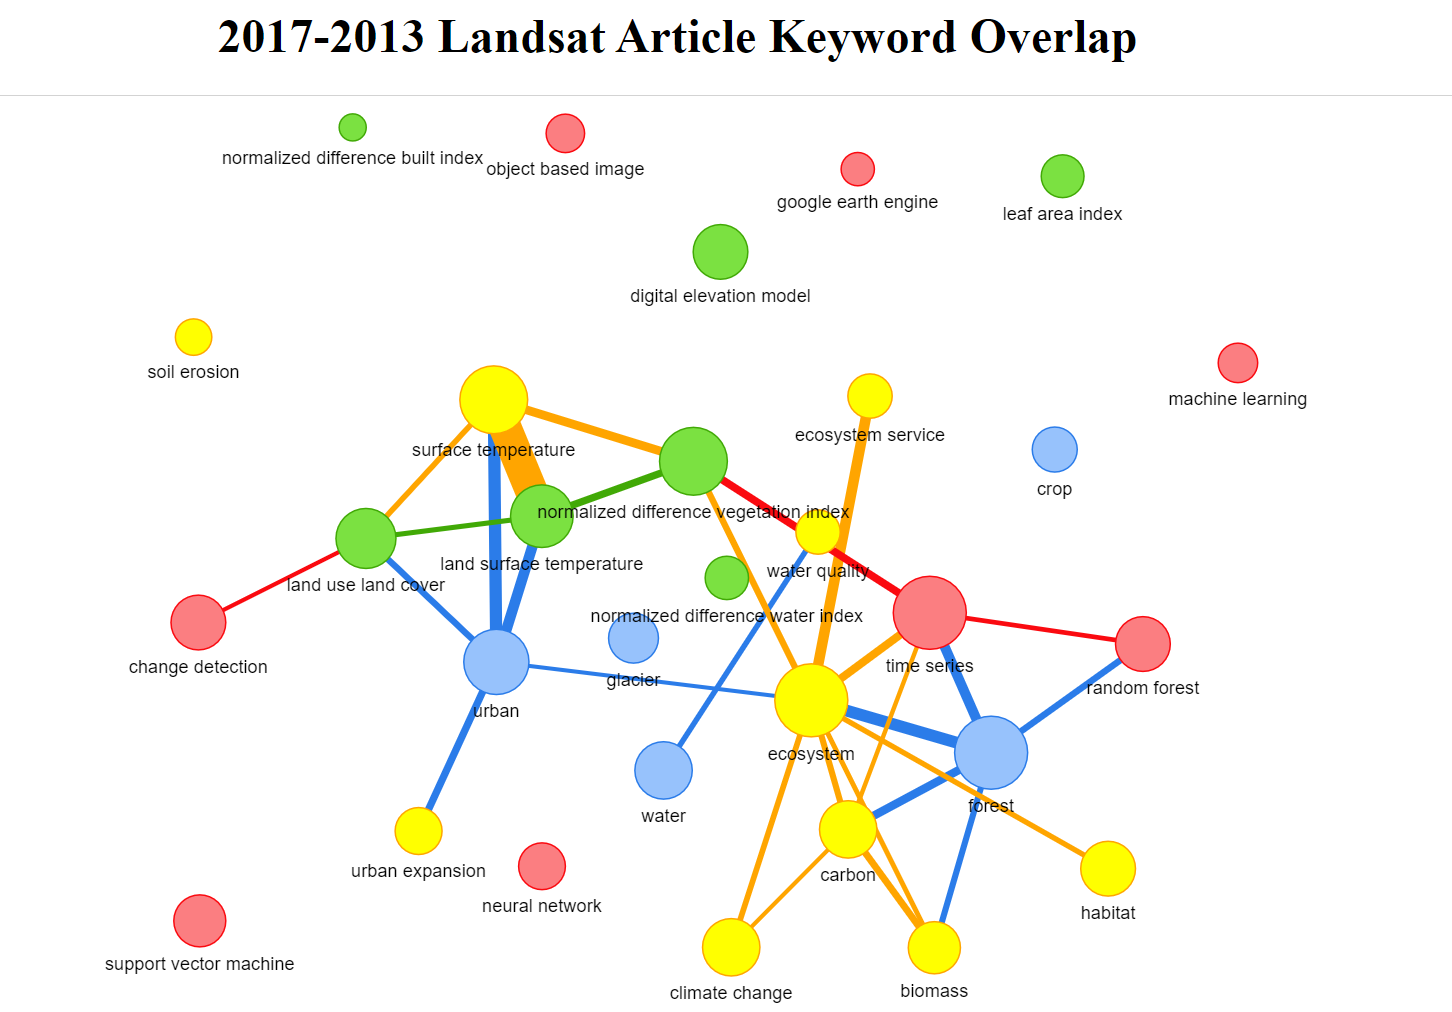 2017-2013 Landsat Article Keyword Overlap
normalized difference built index
object based image
google earth engine
leaf area index
digital elevation model
soil erosion
machine learning
surface temperature
ecosystem service
crop
normalized difference vegetation index
land surface temperature
water quality
land use land cover
normalized difference water index
change detection
glacier
time series
random forest
urban
ecosystem
forest
water
urban expansion
carbon
neural network
habitat
support vector machine
climate change
biomass